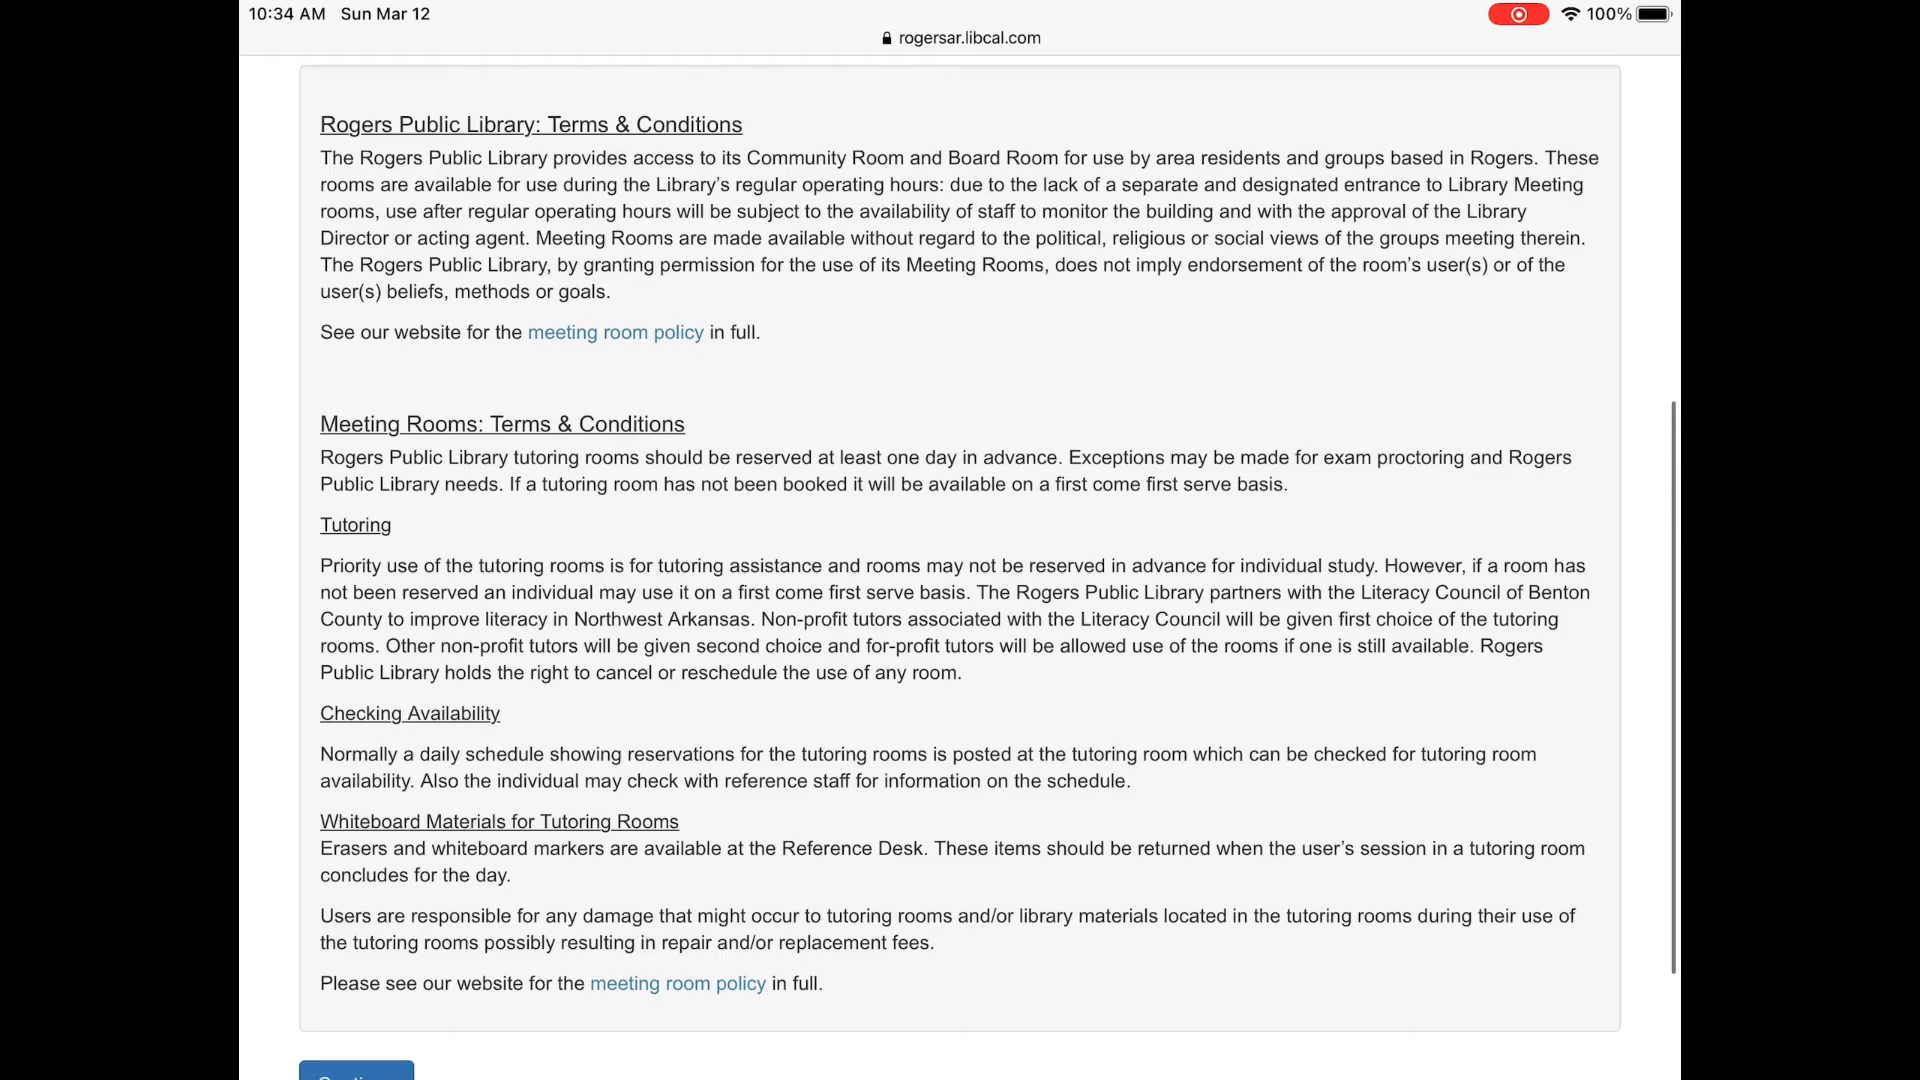 10:34 AM Sun Mar 12
100%
rogersar.libcal.com
Rogers Public Library: Terms & Conditions
The Rogers Public Library provides access to its Community Room and Board Room for use by area residents and groups based in Rogers. These
rooms are available for use during the Library’s regular operating hours: due to the lack of a separate and designated entrance to Library Meeting
rooms, use after regular operating hours will be subject to the availability of staff to monitor the building and with the approval of the Library
Director or acting agent. Meeting Rooms are made available without regard to the political, religious or social views of the groups meeting therein.
The Rogers Public Library, by granting permission for the use of its Meeting Rooms, does not imply endorsement of the room’s user(s) or of the
user(s) beliefs, methods or goals.
See our website for the meeting room policy in full.
Meeting Rooms: Terms & Conditions
Rogers Public Library tutoring rooms should be reserved at least one day in advance. Exceptions may be made for exam proctoring and Rogers
Public Library needs. If a tutoring room has not been booked it will be available on a first come first serve basis.
Tutoring
Priority use of the tutoring rooms is for tutoring assistance and rooms may not be reserved in advance for individual study. However, if a room has
not been reserved an individual may use it on a first come first serve basis. The Rogers Public Library partners with the Literacy Council of Benton
County to improve literacy in Northwest Arkansas. Non-profit tutors associated with the Literacy Council will be given first choice of the tutoring
rooms. Other non-profit tutors will be given second choice and for-profit tutors will be allowed use of the rooms if one is still available. Rogers
Public Library holds the right to cancel or reschedule the use of any room.
Checking Availability
Normally a daily schedule showing reservations for the tutoring rooms is posted at the tutoring room which can be checked for tutoring room
availability. Also the individual may check with reference staff for information on the schedule.
Whiteboard Materials for Tutoring Rooms
Erasers and whiteboard markers are available at the Reference Desk. These items should be returned when the user’s session in a tutoring room
concludes for the day.
Users are responsible for any damage that might occur to tutoring rooms and/or library materials located in the tutoring rooms during their use of
the tutoring rooms possibly resulting in repair and/or replacement fees.
Please see our website for the meeting room policy in full.